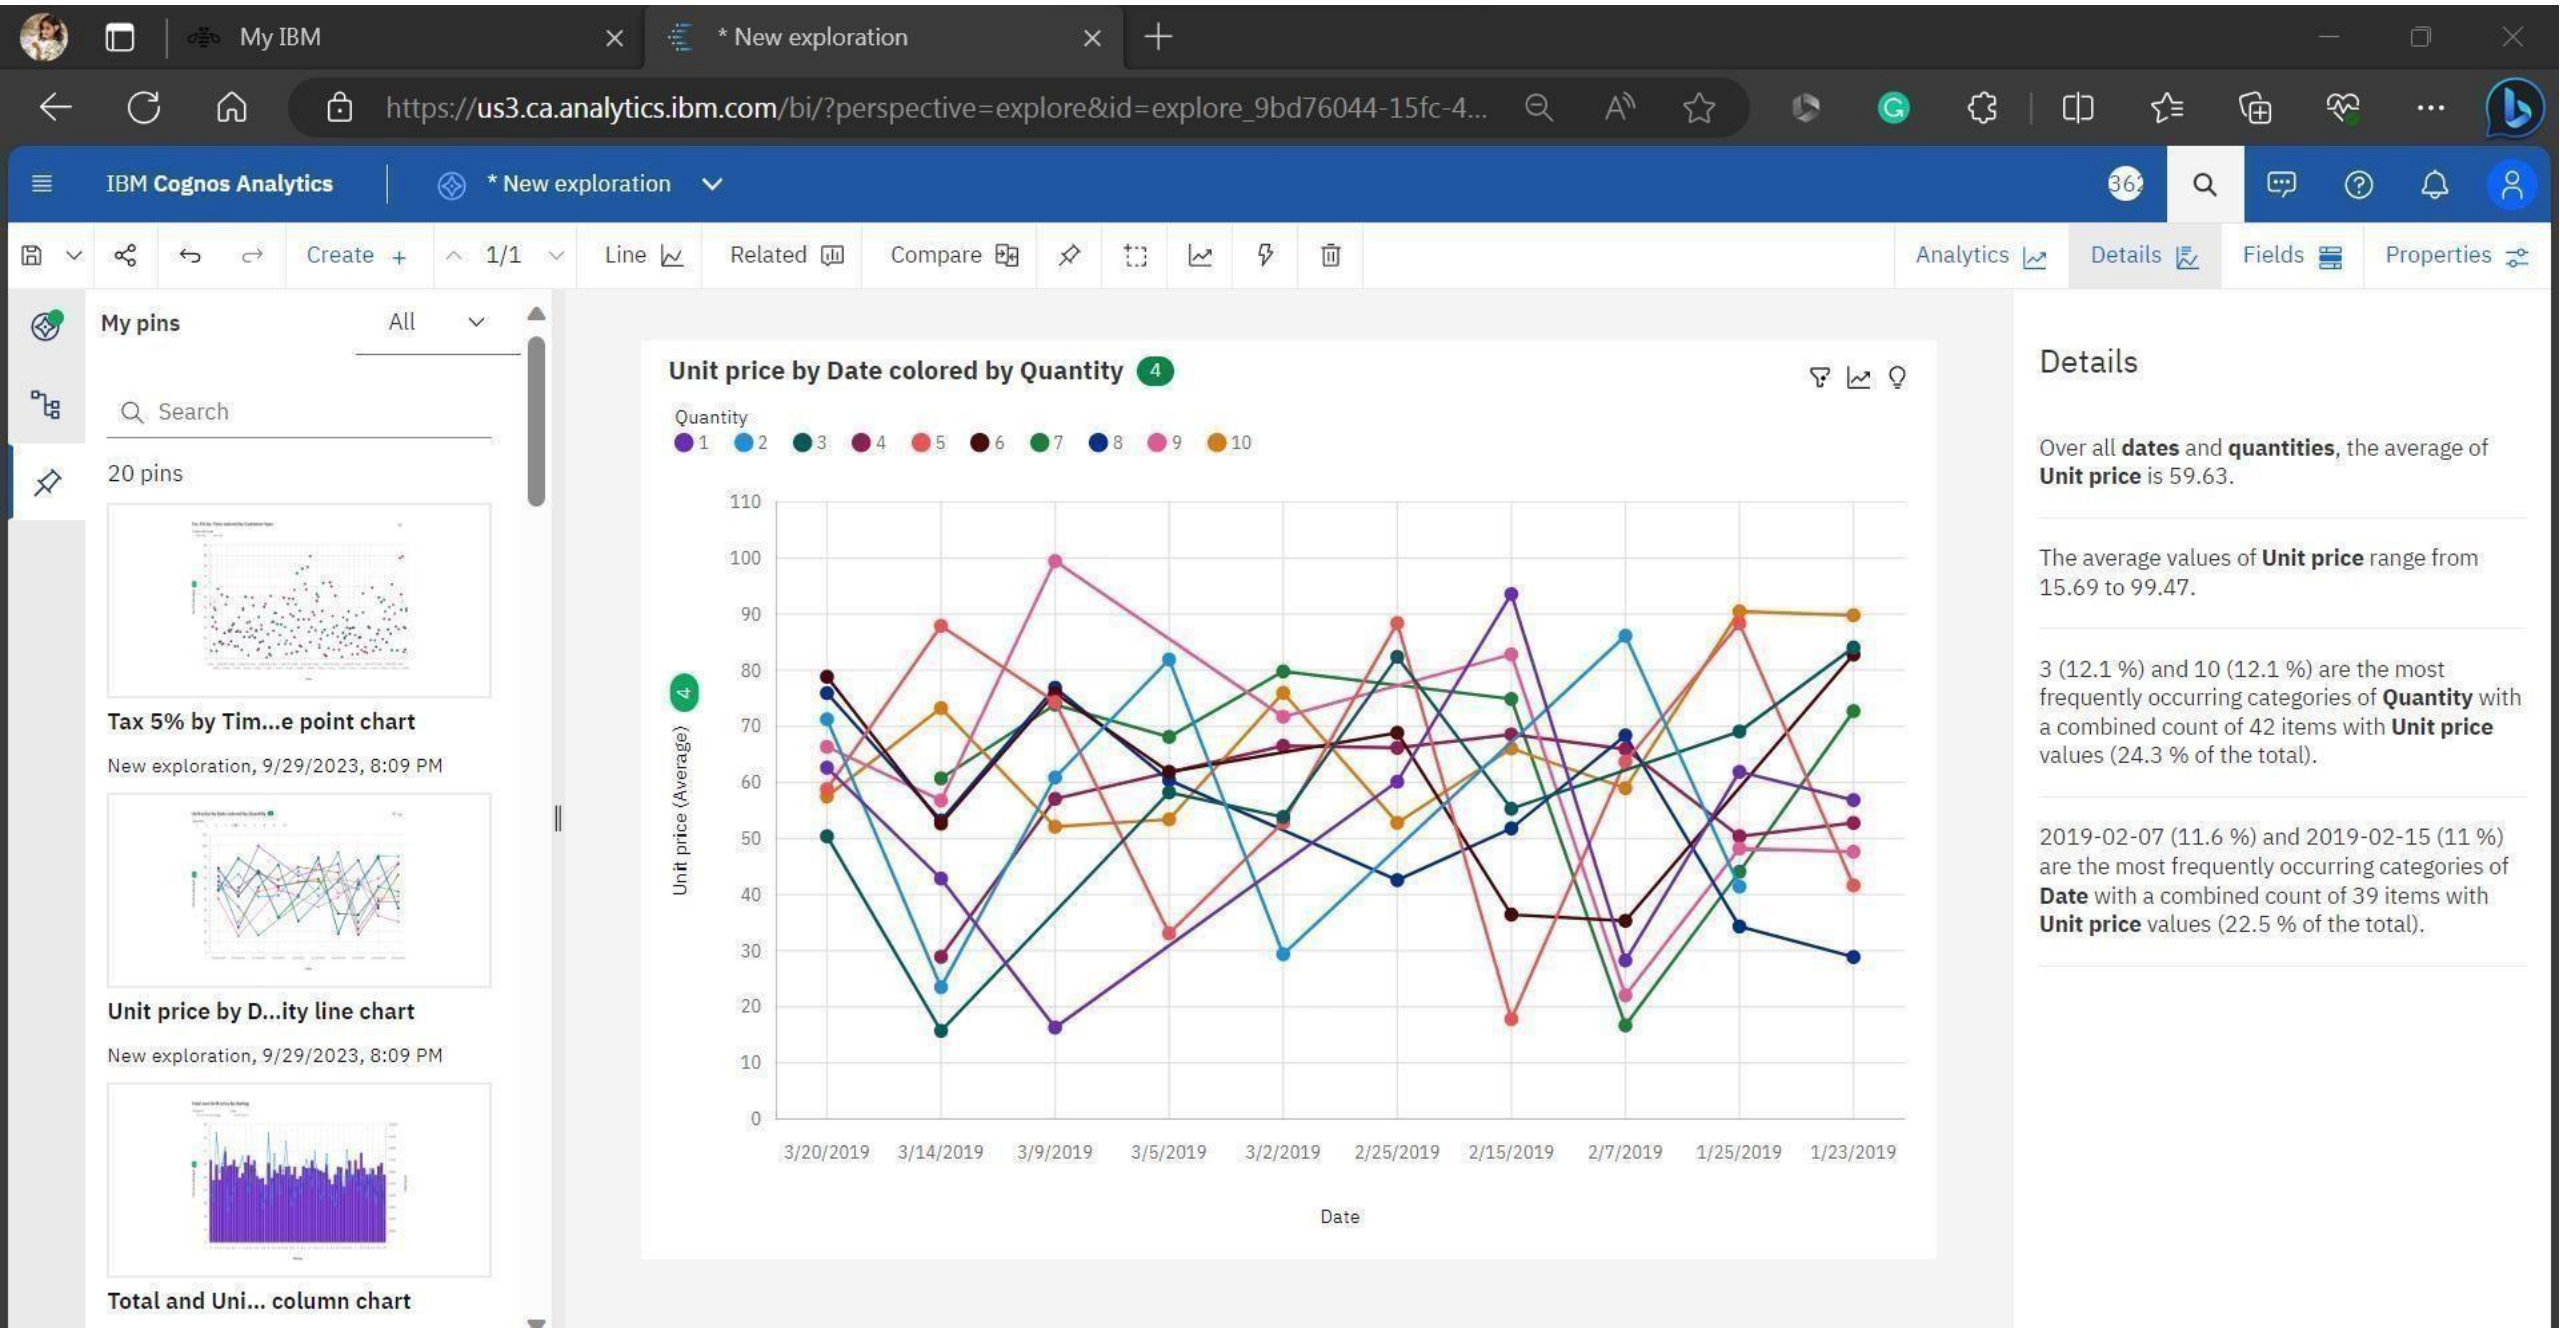 My IBM
* New exploration
https://us3.ca.analytics.ibm.com/bi/?perspective=explore&id=explore_9bd76044-15fc-4...
IBM Cognos Analytics
* New exploration
362
Create +
1/1
Line
Related
Compare
Analytics
Details
Fields
Properties
My pins
All
Search
20 pins
Tax 5% by Tim...e point chart
New exploration, 9/29/2023, 8:09 PM
Unit price by D...ity line chart
New exploration, 9/29/2023, 8:09 PM
Total and Uni... column chart
Unit price by Date colored by Quantity 4
Quantity
1 2 3 4 5 6 7 8 9 10
110
100
90
80
70
60
50
40
30
20
10
0
4
Unit price (Average)
3/20/2019 3/14/2019 3/9/2019 3/5/2019 3/2/2019 2/25/2019 2/15/2019 2/7/2019 1/25/2019 1/23/2019
Date
Details
Over all dates and quantities, the average of
Unit price is 59.63.
The average values of Unit price range from
15.69 to 99.47.
3 (12.1 %) and 10 (12.1 %) are the most
frequently occurring categories of Quantity with
a combined count of 42 items with Unit price
values (24.3 % of the total).
2019-02-07 (11.6 %) and 2019-02-15 (11 %)
are the most frequently occurring categories of
Date with a combined count of 39 items with
Unit price values (22.5 % of the total).